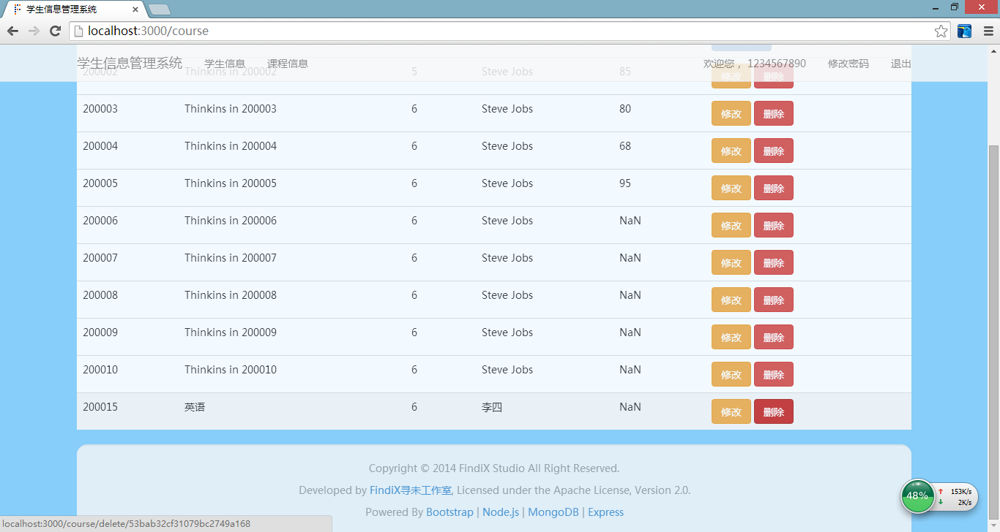 学生信息管理系统
localhost:3000/course
学生信息管理系统 学生信息 课程信息 欢迎您， 1234567890 修改密码 退出
200002 Thinkins in 200002 5 Steve Jobs 85 修改 删除
200003 Thinkins in 200003 6 Steve Jobs 80 修改 删除
200004 Thinkins in 200004 6 Steve Jobs 68 修改 删除
200005 Thinkins in 200005 6 Steve Jobs 95 修改 删除
200006 Thinkins in 200006 6 Steve Jobs NaN 修改 删除
200007 Thinkins in 200007 6 Steve Jobs NaN 修改 删除
200008 Thinkins in 200008 6 Steve Jobs NaN 修改 删除
200009 Thinkins in 200009 6 Steve Jobs NaN 修改 删除
200010 Thinkins in 200010 6 Steve Jobs NaN 修改 删除
200015 英语 6 李四 NaN 修改 删除
Copyright © 2014 FindiX Studio All Right Reserved.
Developed by FindiX寻未工作室, Licensed under the Apache License, Version 2.0.
Powered By Bootstrap | Node.js | MongoDB | Express
48% 153K/s
2K/s
localhost:3000/course/delete/53bab32cf31079bc2749a168